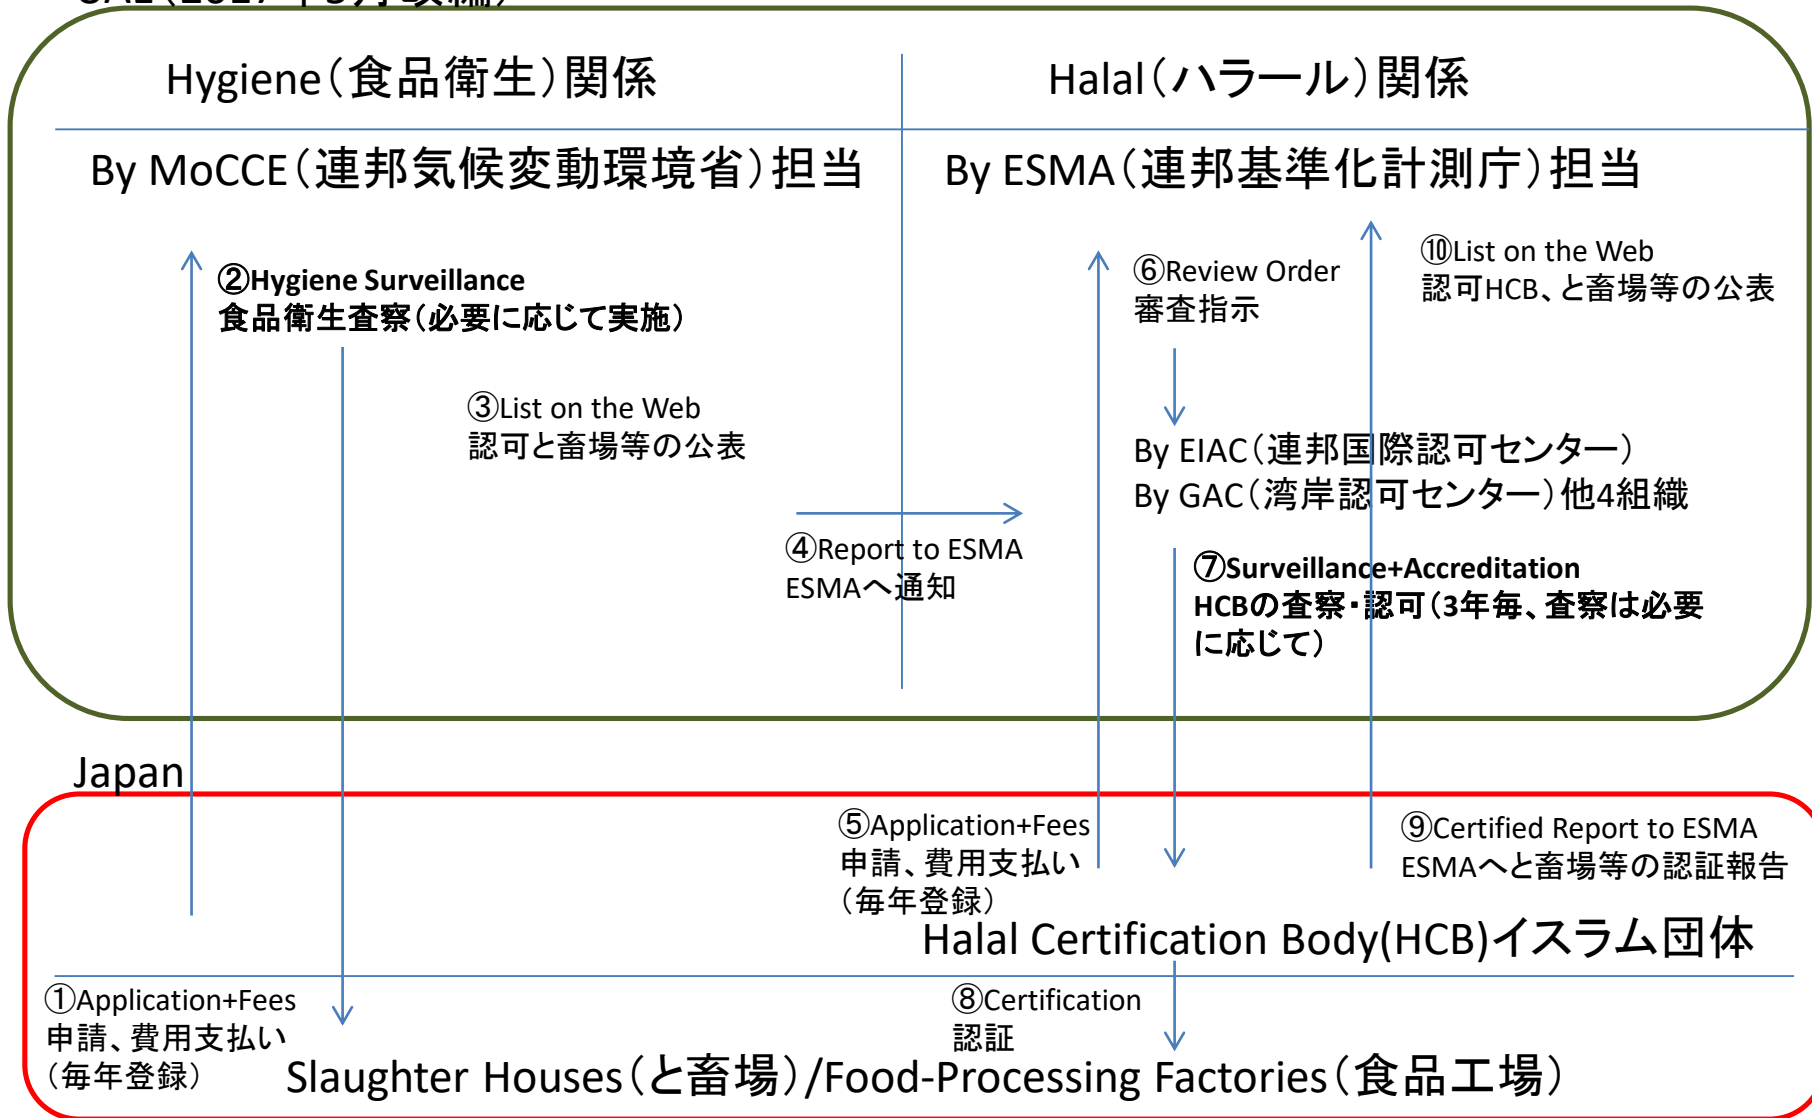 Hygiene（食品衛生）関係
Halal（ハラール）関係
By MoCCE（連邦気候変動環境省）担当
By ESMA（連邦基準化計測庁）担当
②Hygiene Surveillance
食品衛生査察（必要に応じて実施）
③List on the Web
認可と畜場等の公表
④Report to ESMA
ESMAへ通知
⑥Review Order
審査指示
⑩List on the Web
認可HCB、と畜場等の公表
By EIAC（連邦国際認可センター）
By GAC（湾岸認可センター）他4組織
⑦Surveillance+Accreditation
HCBの査察・認可（3年毎、査察は必要
に応じて）
Japan
⑤Application+Fees
申請、費用支払い
（毎年登録）
⑨Certified Report to ESMA
ESMAへと畜場等の認証報告
Halal Certification Body(HCB)イスラム団体
①Application+Fees
申請、費用支払い
（毎年登録）
⑧Certification
認証
Slaughter Houses（と畜場）/Food-Processing Factories（食品工場）